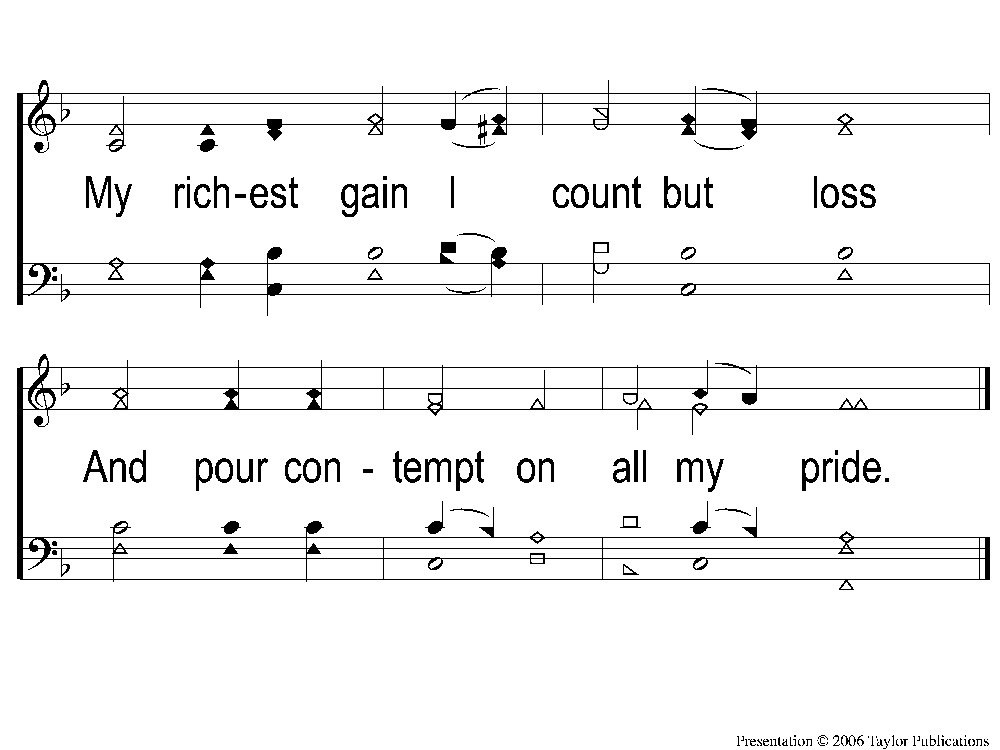 My rich-est gain I count but loss
And pour con - tempt on all my pride.
Presentation © 2006 Taylor Publications